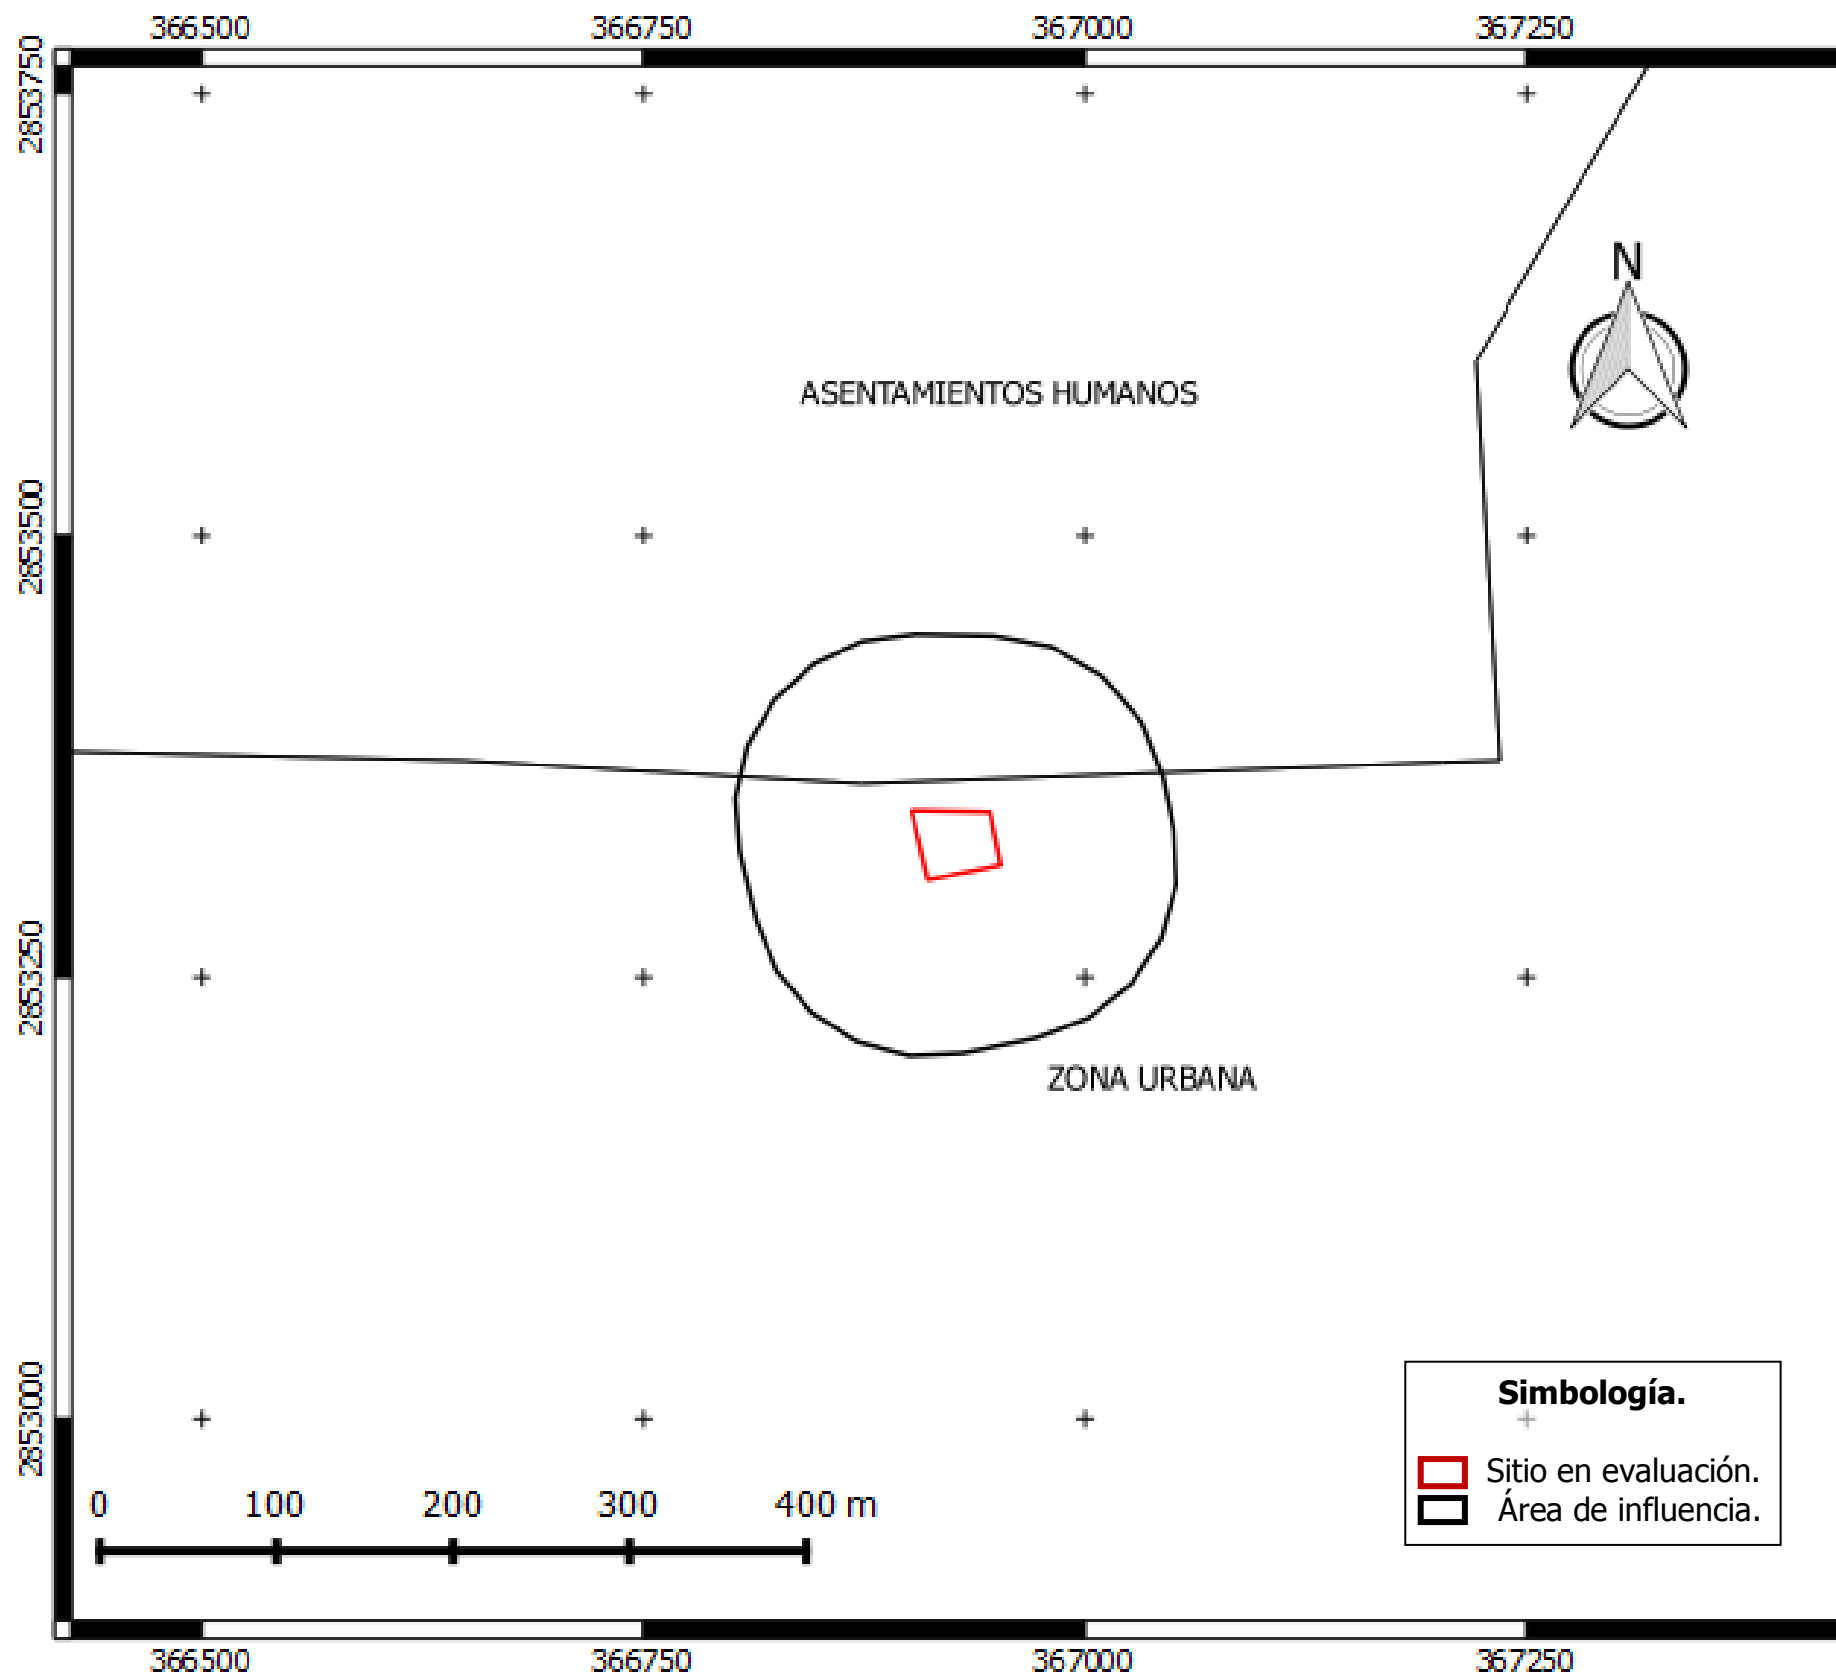 366500 366750 367000 367250
2853750
N
ASENTAMIENTOS HUMANOS
2853500
2853250
ZONA URBANA
2853000
Simbología.
Sitio en evaluación.
Área de influencia.
0 100 200 300 400 m
366500 366750 367000 367250